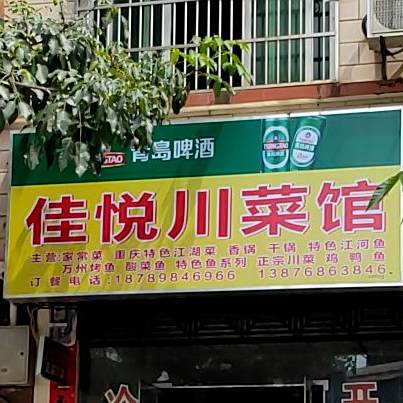 TSINGTAO 青岛啤酒
佳悦川菜馆
主营:家常菜 重庆特色江湖菜 香锅 干锅 特色江河鱼
万州烤鱼 酸菜鱼 特色鱼系列 正宗川菜 鸡 鸭 鱼
订餐电话:18789846966 13876863846